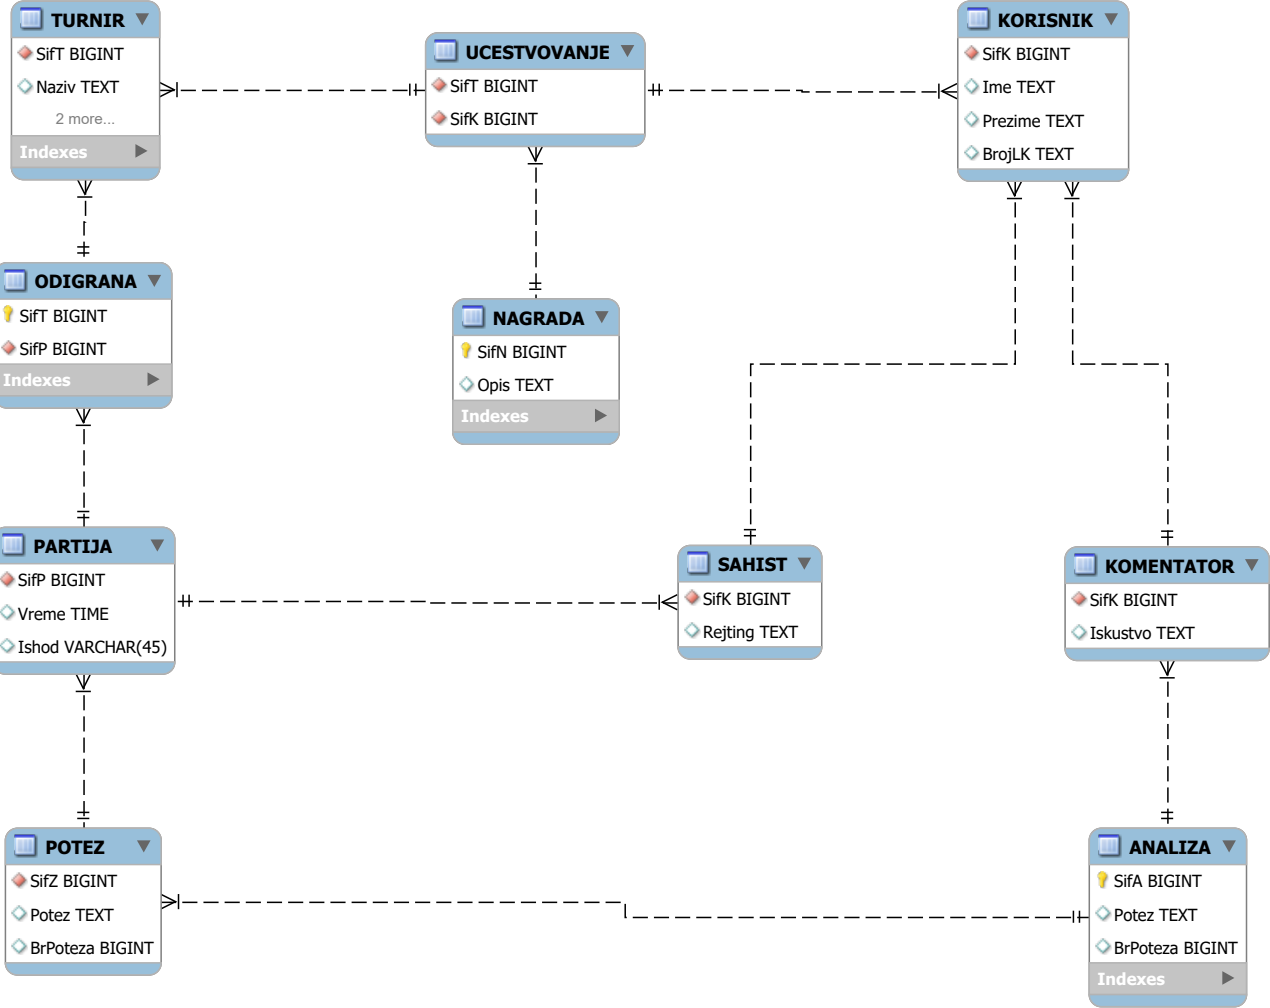 TURNIR
SifT BIGINT
Naziv TEXT
2 more...
Indexes
UCESTVOVANJE
SifT BIGINT
SifK BIGINT
KORISNIK
SifK BIGINT
Ime TEXT
Prezime TEXT
BrojLK TEXT
ODIGRANA
SifT BIGINT
SifP BIGINT
Indexes
NAGRADA
SifN BIGINT
Opis TEXT
Indexes
PARTIJA
SifP BIGINT
Vreme TIME
Ishod VARCHAR(45)
SAHIST
SifK BIGINT
Rejting TEXT
KOMENTATOR
SifK BIGINT
Iskustvo TEXT
POTEZ
SifZ BIGINT
Potez TEXT
BrPoteza BIGINT
ANALIZA
SifA BIGINT
Potez TEXT
BrPoteza BIGINT
Indexes